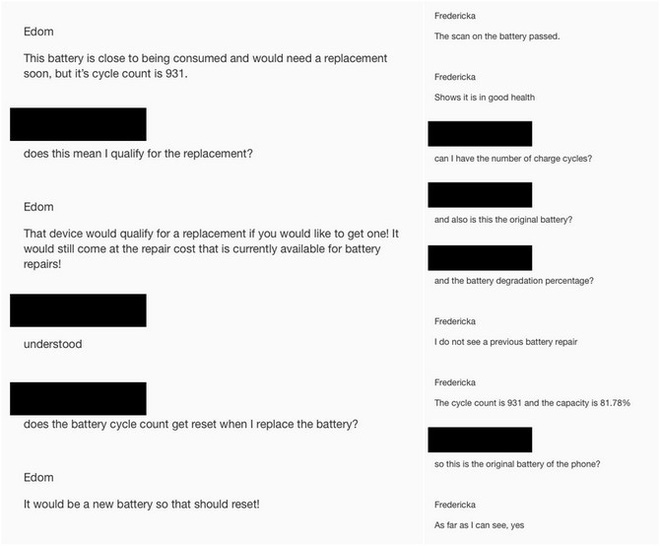 Edom
This battery is close to being consumed and would need a replacement
soon, but it's cycle count is 931.
does this mean I qualify for the replacement?
Edom
That device would qualify for a replacement if you would like to get one! It
would still come at the repair cost that is currently available for battery
repairs!
understood
does the battery cycle count get reset when I replace the battery?
Edom
It would be a new battery so that should reset!
Fredericka
The scan on the battery passed.
Fredericka
Shows it is in good health
can I have the number of charge cycles?
and also is this the original battery?
and the battery degradation percentage?
Fredericka
I do not see a previous battery repair
Fredericka
The cycle count is 931 and the capacity is 81.78%
so this is the original battery of the phone?
Fredericka
As far as I can see, yes